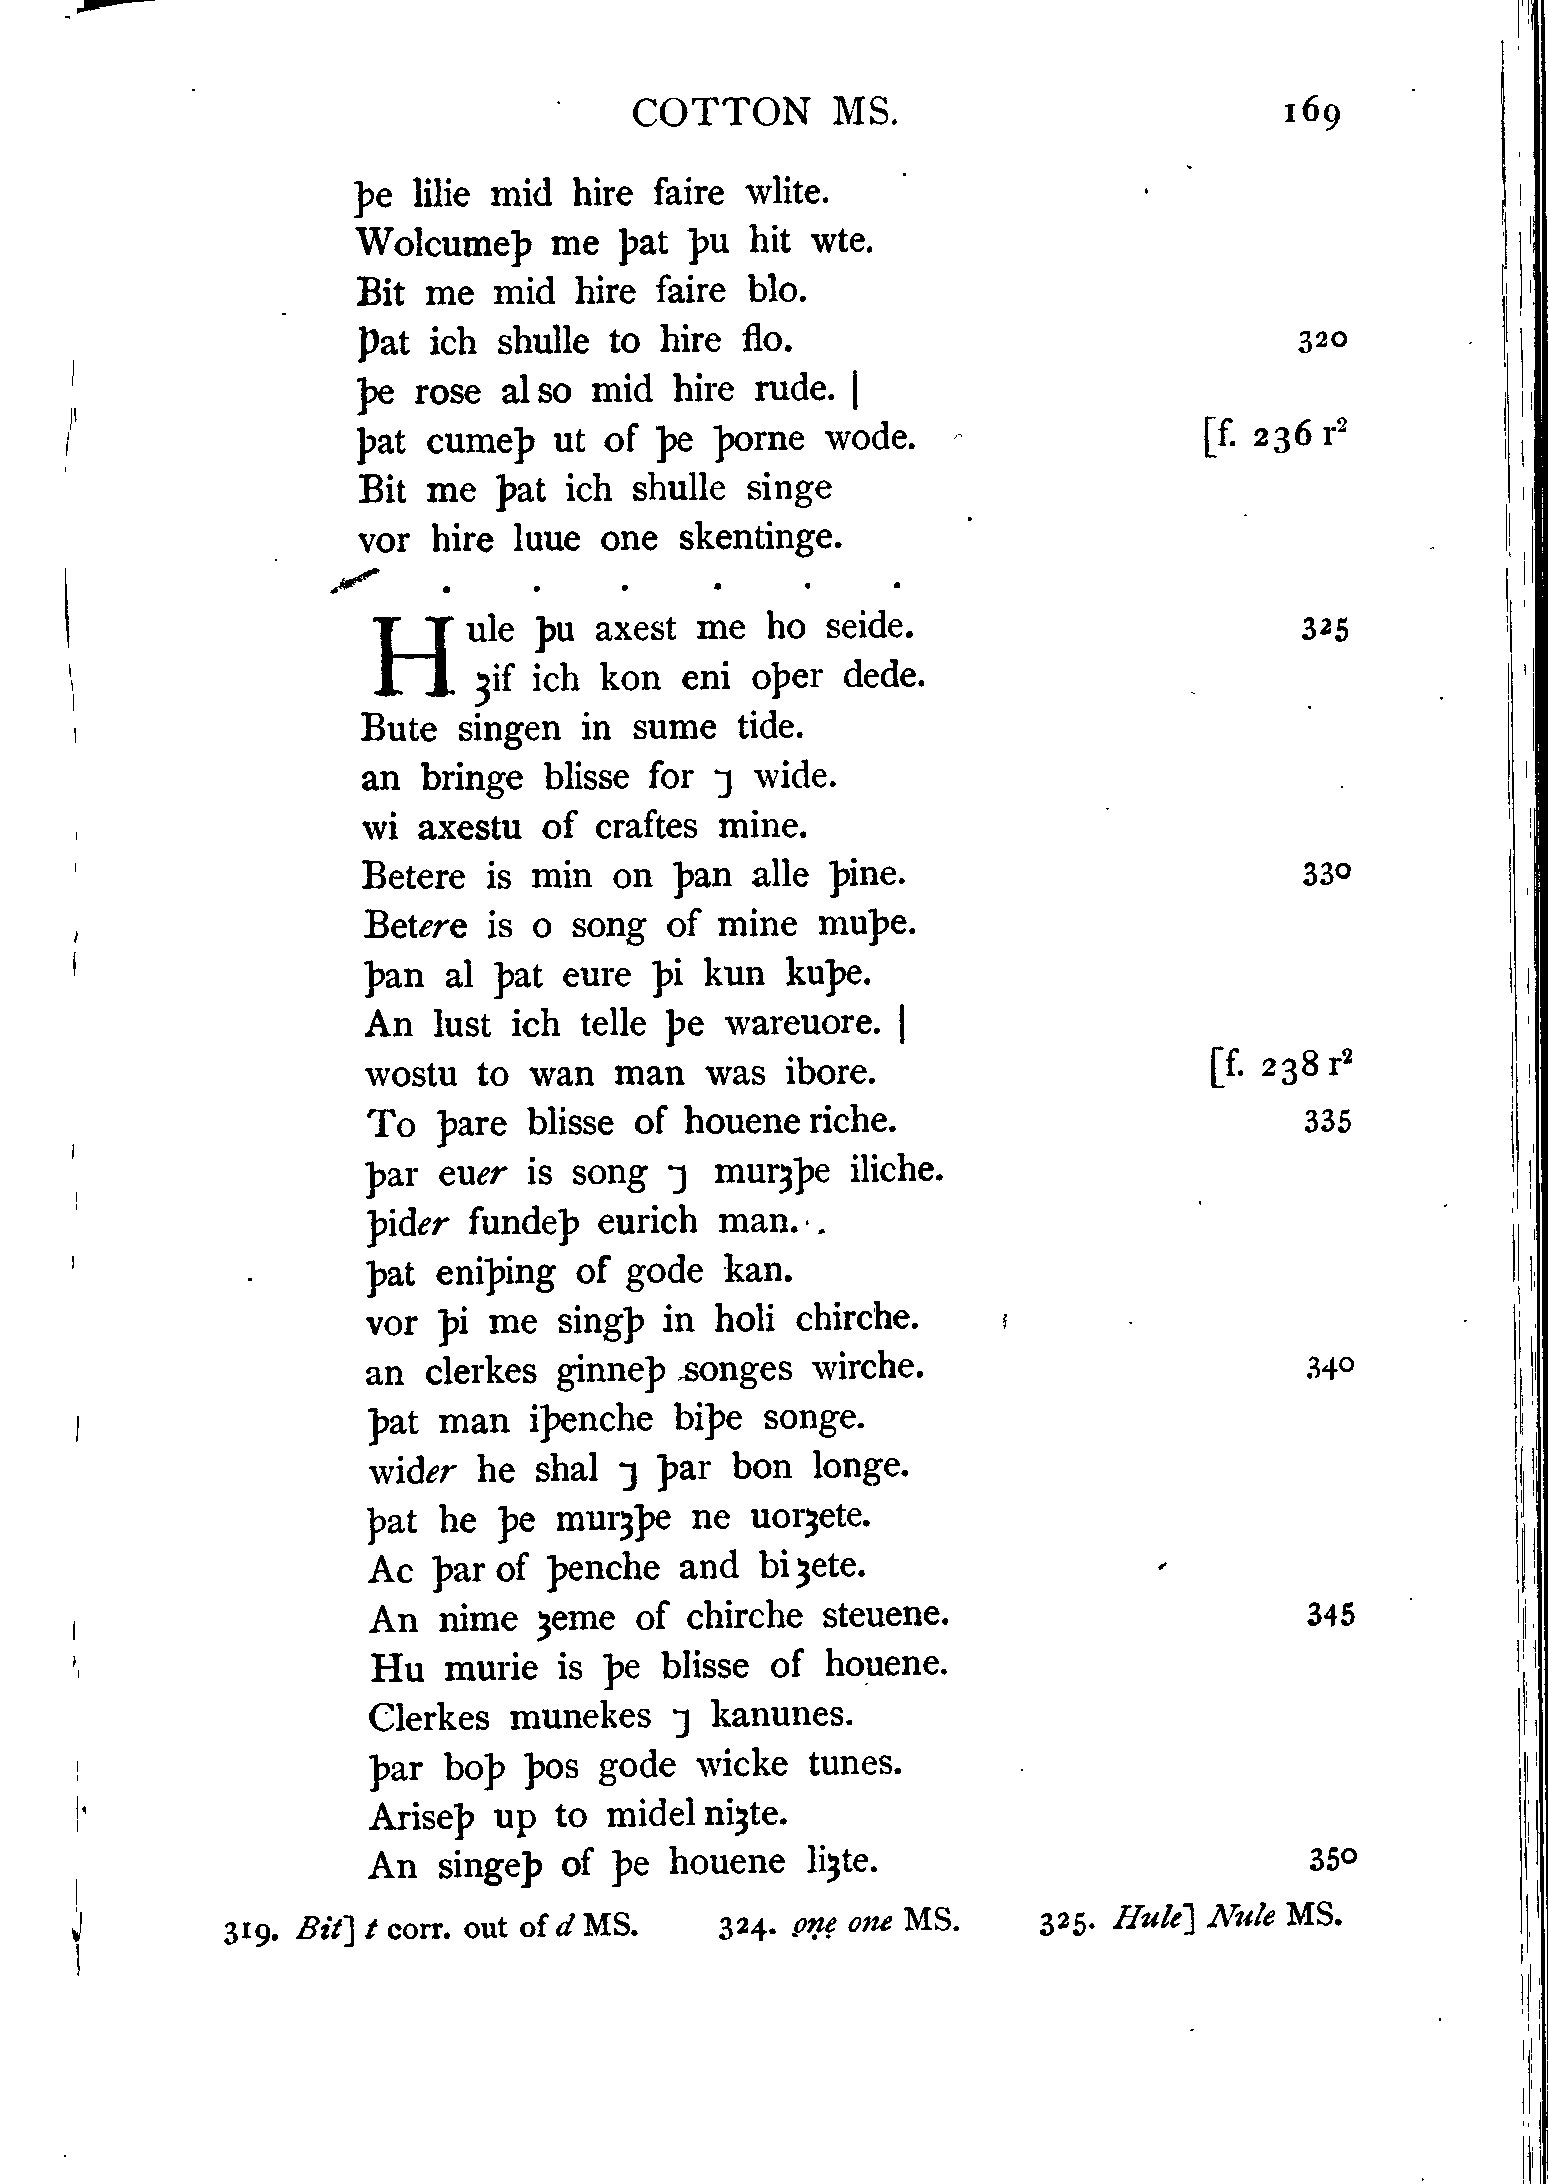 COTTON MS. 169
þe lilie mid hire faire wlite.
Wolcumeþ me þat þu hit wte.
Bit me mid hire faire blo.
Þat ich shulle to hire flo. 320
þe rose also mid hire rude. |
þat cumeþ ut of þe þorne wode. [f. 236 r²
Bit me þat ich shulle singe
vor hire luue one skentinge.
. . . . . .
Hule þu axest me ho seide. 325
ȝif ich kon eni oþer dede.
Bute singen in sume tide.
an bringe blisse for ⁊ wide.
wi axestu of craftes mine.
Betere is min on þan alle þine. 330
Betere is o song of mine muþe.
þan al þat eure þi kun kuþe.
An lust ich telle þe wareuore. |
wostu to wan man was ibore. [f. 238 r²
To þare blisse of houene riche. 335
þar euer is song ⁊ murȝþe iliche.
þider fundeþ eurich man.
þat eniþing of gode kan.
vor þi me singþ in holi chirche.
an clerkes ginneþ songes wirche. 340
þat man iþenche biþe songe.
wider he shal ⁊ þar bon longe.
þat he þe murȝþe ne uorȝete.
Ac þar of þenche and biȝete.
An nime ȝeme of chirche steuene. 345
Hu murie is þe blisse of houene.
Clerkes munekes ⁊ kanunes.
þar boþ þos gode wicke tunes.
Ariseþ up to midel niȝte.
An singeþ of þe houene liȝte. 350
319. Bit] t corr. out of d MS. 324. ọṇẹ one MS. 325. Hule] Nule MS.